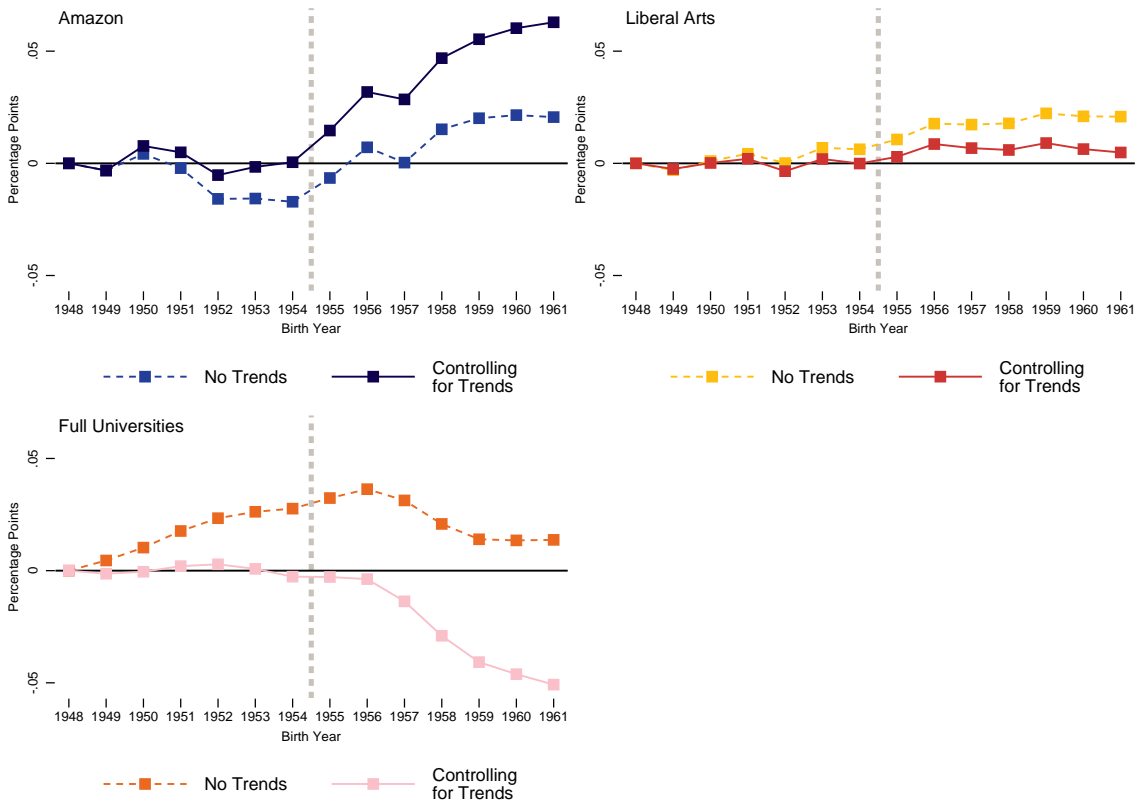 Amazon
.05
0
-.05
Percentage Points
1948 1949 1950 1951 1952 1953 1954 1955 1956 1957 1958 1959 1960 1961
Birth Year
No Trends
Controlling
for Trends
Liberal Arts
.05
0
-.05
Percentage Points
1948 1949 1950 1951 1952 1953 1954 1955 1956 1957 1958 1959 1960 1961
Birth Year
No Trends
Controlling
for Trends
Full Universities
.05
0
-.05
Percentage Points
1948 1949 1950 1951 1952 1953 1954 1955 1956 1957 1958 1959 1960 1961
Birth Year
No Trends
Controlling
for Trends